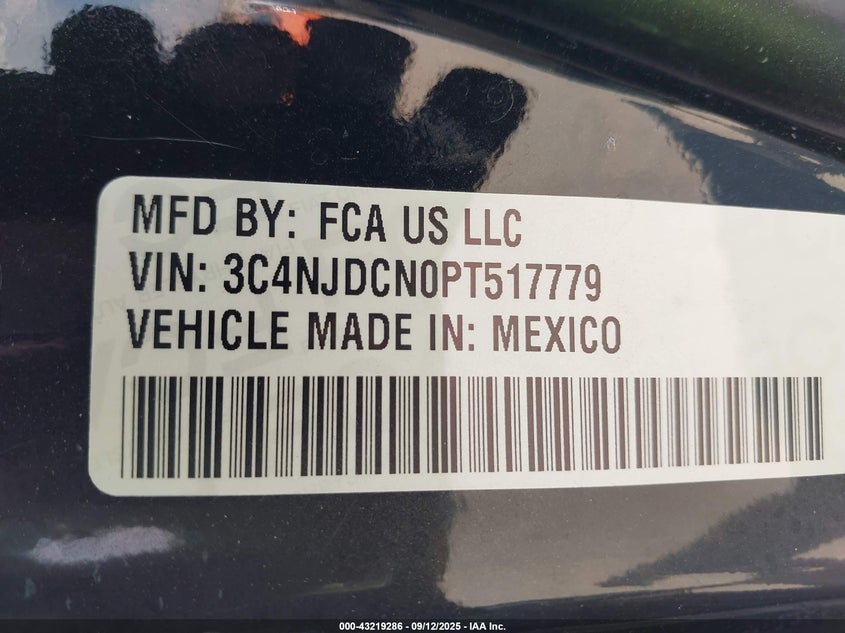 MFD BY: FCA US LLC
VIN: 3C4NJDCN0PT517779
VEHICLE MADE IN: MEXICO
000-43219286 - 09/12/2025 - IAA Inc.